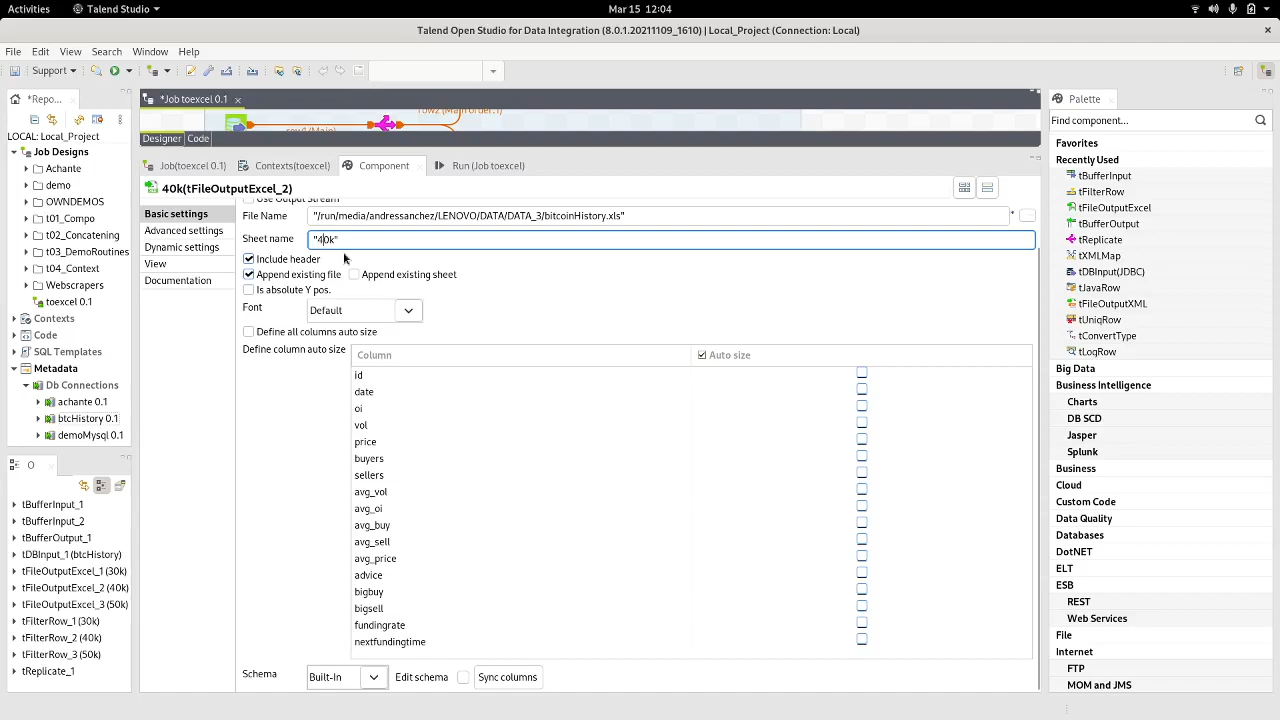 Activities
Talend Studio
Mar 15 12:04
Talend Open Studio for Data Integration (8.0.1.20211109_1610) | Local_Project (Connection: Local)
File Edit View Search Window Help
Support
*Repo...
LOCAL: Local_Project
Job Designs
Achante
demo
OWNDEMOS
t01_Compo
t02_Concatening
t03_DemoRoutines
t04_Context
Webscrapers
toexcel 0.1
Contexts
Code
SQL Templates
Metadata
Db Connections
achante 0.1
btcHistory 0.1
demoMysql 0.1
O
tBufferInput_1
tBufferInput_2
tBufferOutput_1
tDBInput_1 (btcHistory)
tFileOutputExcel_1 (30k)
tFileOutputExcel_2 (40k)
tFileOutputExcel_3 (50k)
tFilterRow_1 (30k)
tFilterRow_2 (40k)
tFilterRow_3 (50k)
tReplicate_1
*Job toexcel 0.1
row2 (Main order:1)
row1 (Main)
Designer Code
Job(toexcel 0.1) Contexts(toexcel) Component Run (Job toexcel)
40k(tFileOutputExcel_2)
Basic settings
Advanced settings
Dynamic settings
View
Documentation
Use Output Stream
File Name "/run/media/andressanchez/LENOVO/DATA/DATA_3/bitcoinHistory.xls" *
Sheet name "40k"
Include header
Append existing file Append existing sheet
Is absolute Y pos.
Font Default
Define all columns auto size
Define column auto size
Column Auto size
id
date
oi
vol
price
buyers
sellers
avg_vol
avg_oi
avg_buy
avg_sell
avg_price
advice
bigbuy
bigsell
fundingrate
nextfundingtime
Schema Built-In Edit schema Sync columns
Palette
Find component...
Favorites
Recently Used
tBufferInput
tFilterRow
tFileOutputExcel
tBufferOutput
tReplicate
tXMLMap
tDBInput(JDBC)
tJavaRow
tFileOutputXML
tUniqRow
tConvertType
tLogRow
Big Data
Business Intelligence
Charts
DB SCD
Jasper
Splunk
Business
Cloud
Custom Code
Data Quality
Databases
DotNET
ELT
ESB
REST
Web Services
File
Internet
FTP
MOM and JMS